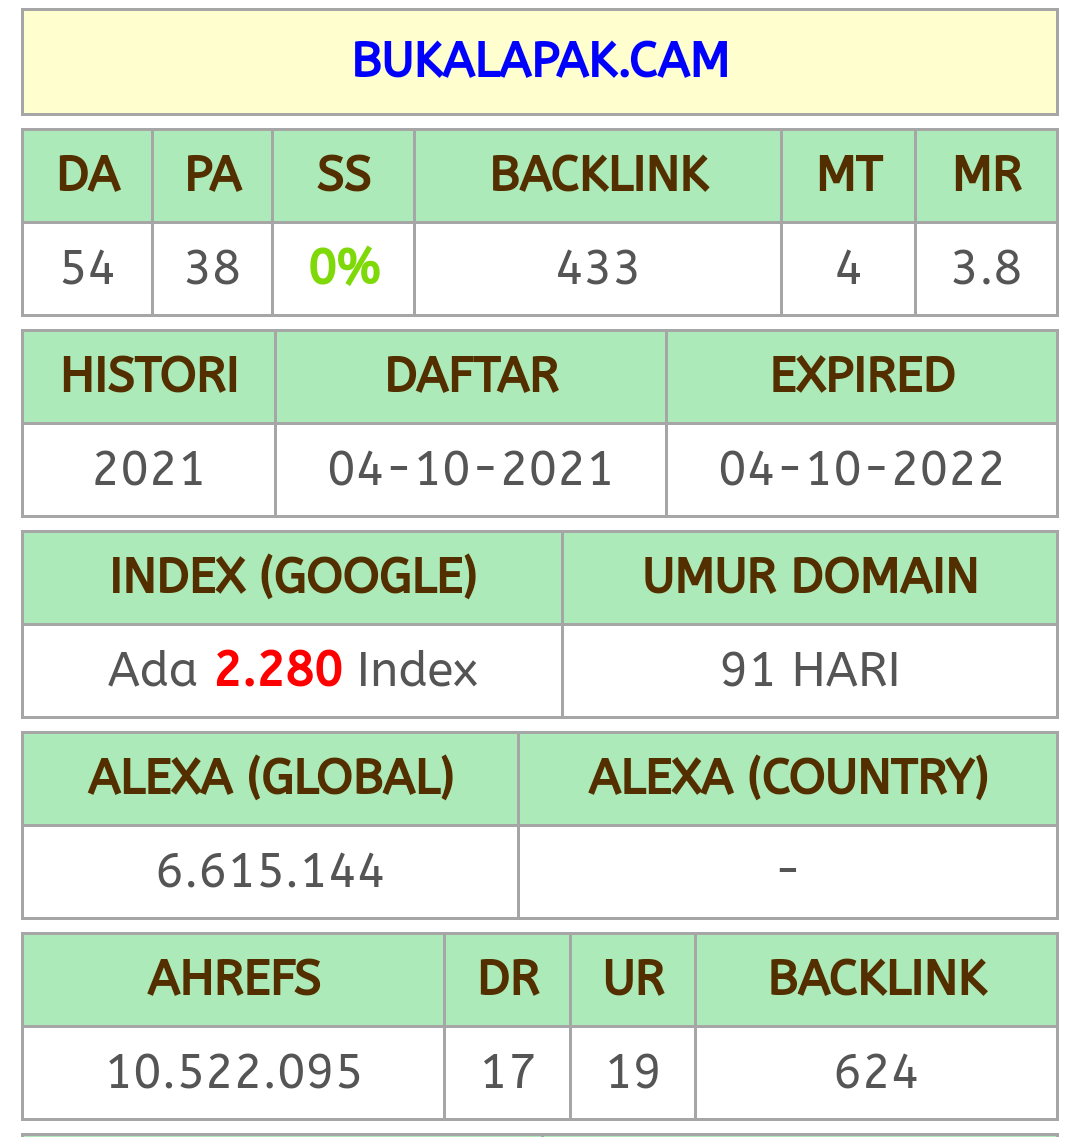 BUKALAPAK.CAM
DA PA SS BACKLINK MT MR
54 38 0% 433 4 3.8
HISTORI DAFTAR EXPIRED
2021 04-10-2021 04-10-2022
INDEX (GOOGLE) UMUR DOMAIN
Ada 2.280 Index 91 HARI
ALEXA (GLOBAL) ALEXA (COUNTRY)
6.615.144 -
AHREFS DR UR BACKLINK
10.522.095 17 19 624